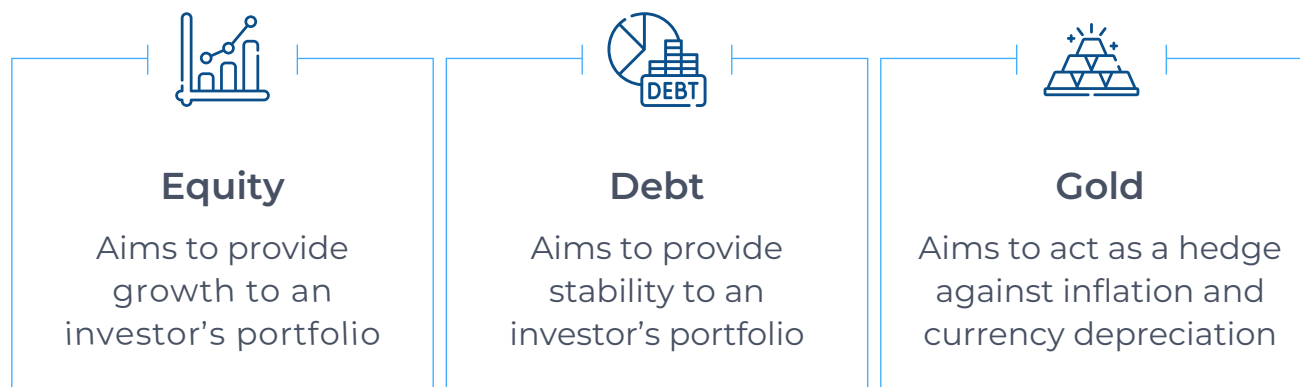 DEBT
Equity
Aims to provide
growth to an
investor’s portfolio
Debt
Aims to provide
stability to an
investor’s portfolio
Gold
Aims to act as a hedge
against inflation and
currency depreciation